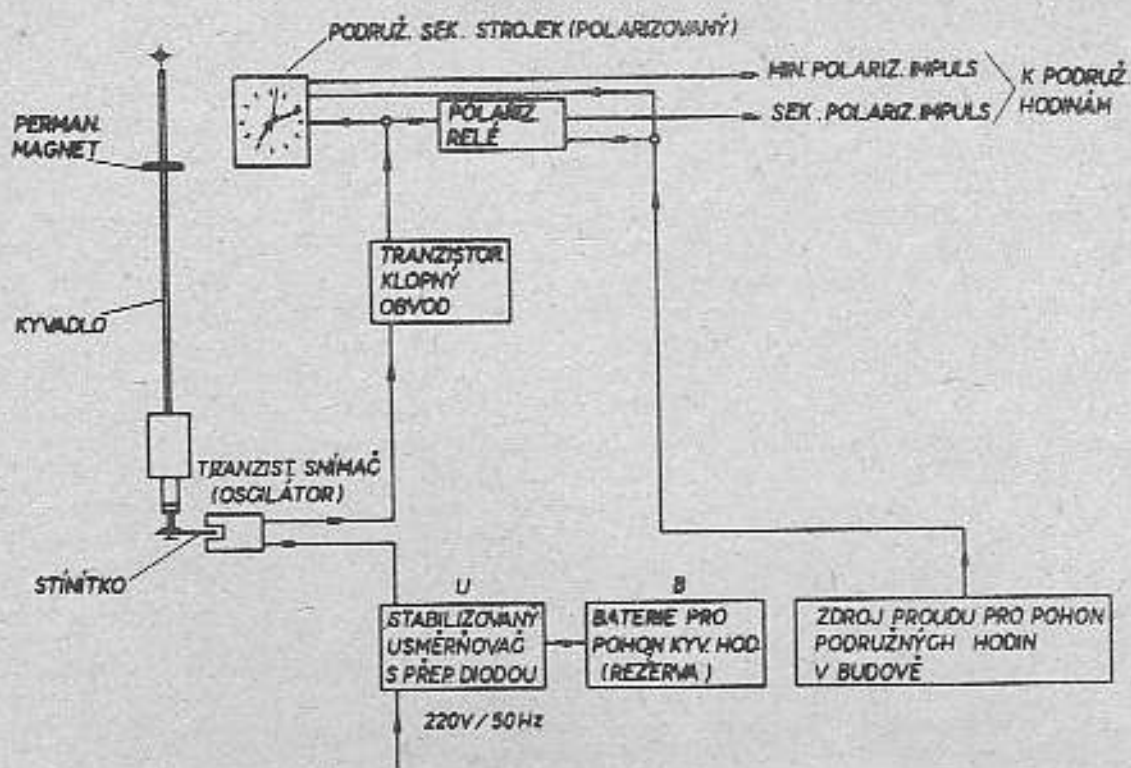 PODRUŽ. SEK. STROJEK (POLARIZOVANÝ)
MIN. POLARIZ. IMPULS
K PODRUŽ.
HODINÁM
SEK. POLARIZ. IMPULS
POLARIZ.
RELÉ
PERMAN.
MAGNET
TRANZISTOR.
KLOPNÝ
OBVOD
KYVADLO
TRANZIST. SNÍMAČ
(OSCILÁTOR)
STÍNÍTKO
U
STABILIZOVANÝ
USMĚRŇOVAČ
S PŘEP. DIODOU
B
BATERIE PRO
POHON KYV. HOD.
(REZERVA)
ZDROJ PROUDU PRO POHON
PODRUŽNÝCH HODIN
V BUDOVĚ
220V / 50Hz